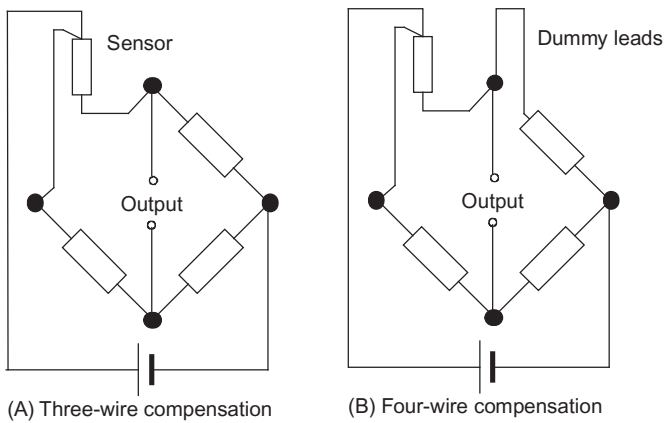 Sensor
Output
(A) Three-wire compensation
Dummy leads
Output
(B) Four-wire compensation